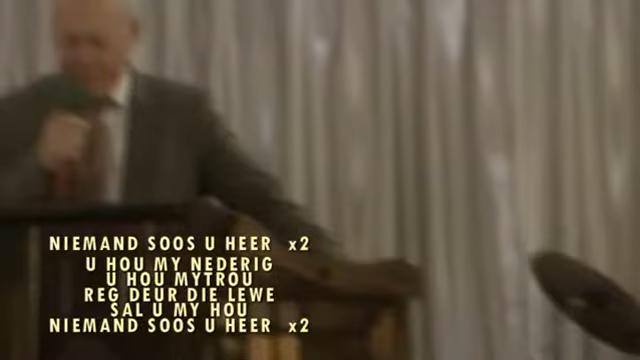 NIEMAND SOOS U HEER x2
U HOU MY NEDERIG
U HOU MYTROU
REG DEUR DIE LEWE
SAL U MY HOU
NIEMAND SOOS U HEER x2